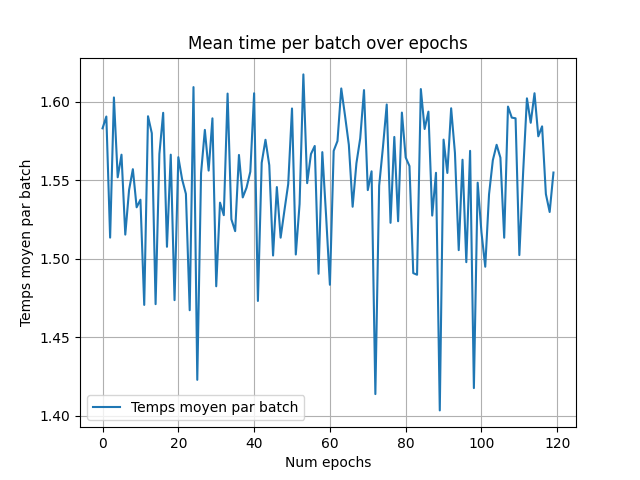 Mean time per batch over epochs
Temps moyen par batch
1.60
1.55
1.50
1.45
1.40
Temps moyen par batch
0 20 40 60 80 100 120
Num epochs